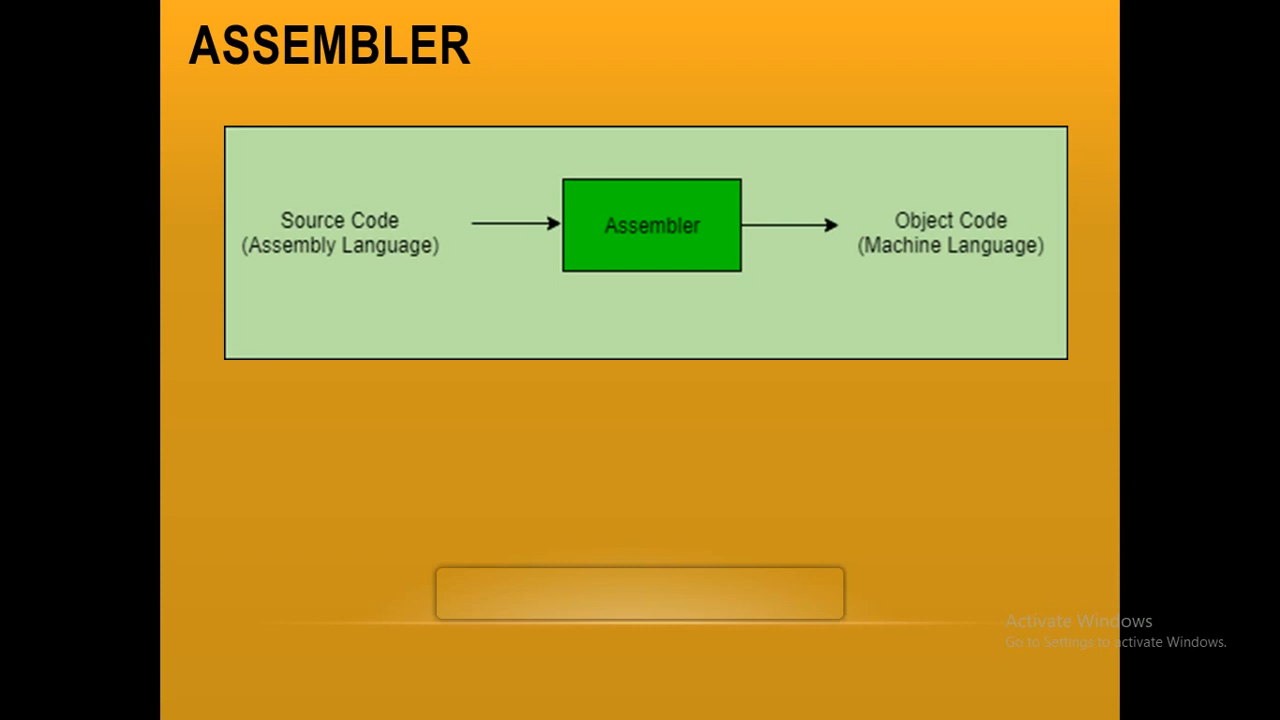 ASSEMBLER
Source Code
(Assembly Language)
Assembler
Object Code
(Machine Language)
Activate Windows
Go to Settings to activate Windows.